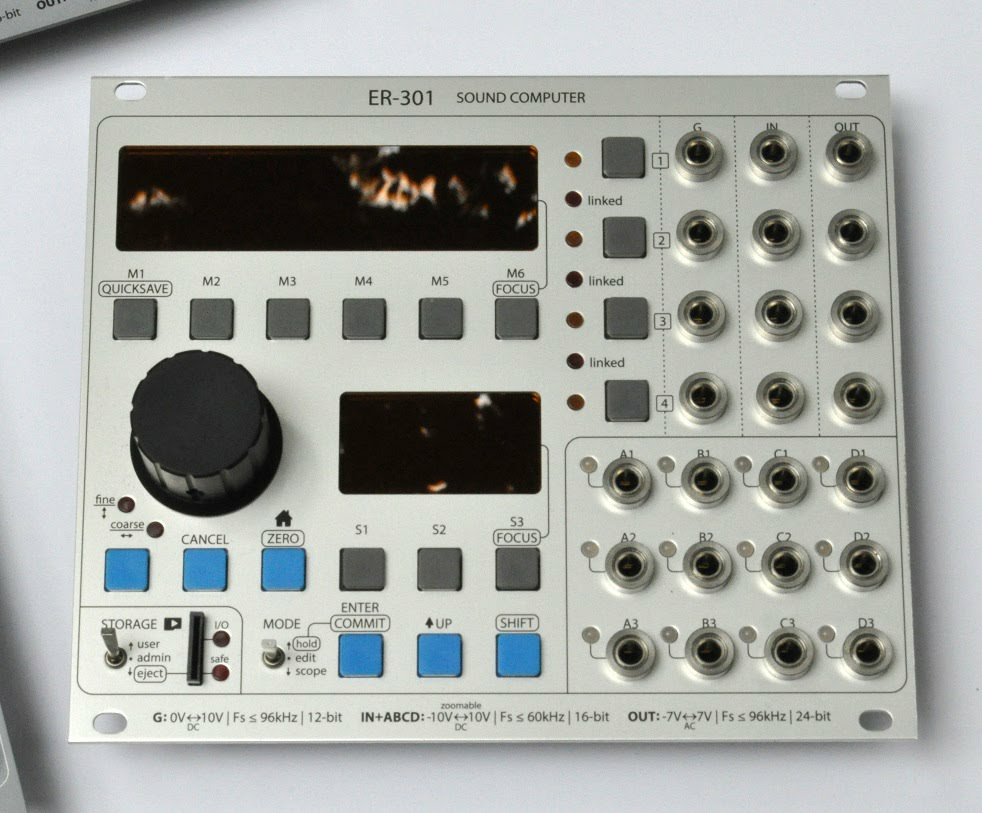 -bit OUT:
ER-301 SOUND COMPUTER
G IN OUT
1
linked
2
linked
M1 M2 M3 M4 M5 M6
QUICKSAVE FOCUS
3
linked
4
A1 B1 C1 D1
fine
coarse
CANCEL ZERO S1 S2 S3
FOCUS
A2 B2 C2 D2
ENTER
STORAGE I/O MODE COMMIT UP SHIFT
A3 B3 C3 D3
user hold
admin safe edit
eject scope
zoomable
G: 0V↔10V | Fs ≤ 96kHz | 12-bit IN+ABCD: -10V↔10V | Fs ≤ 60kHz | 16-bit OUT: -7V↔7V | Fs ≤ 96kHz | 24-bit
DC DC AC